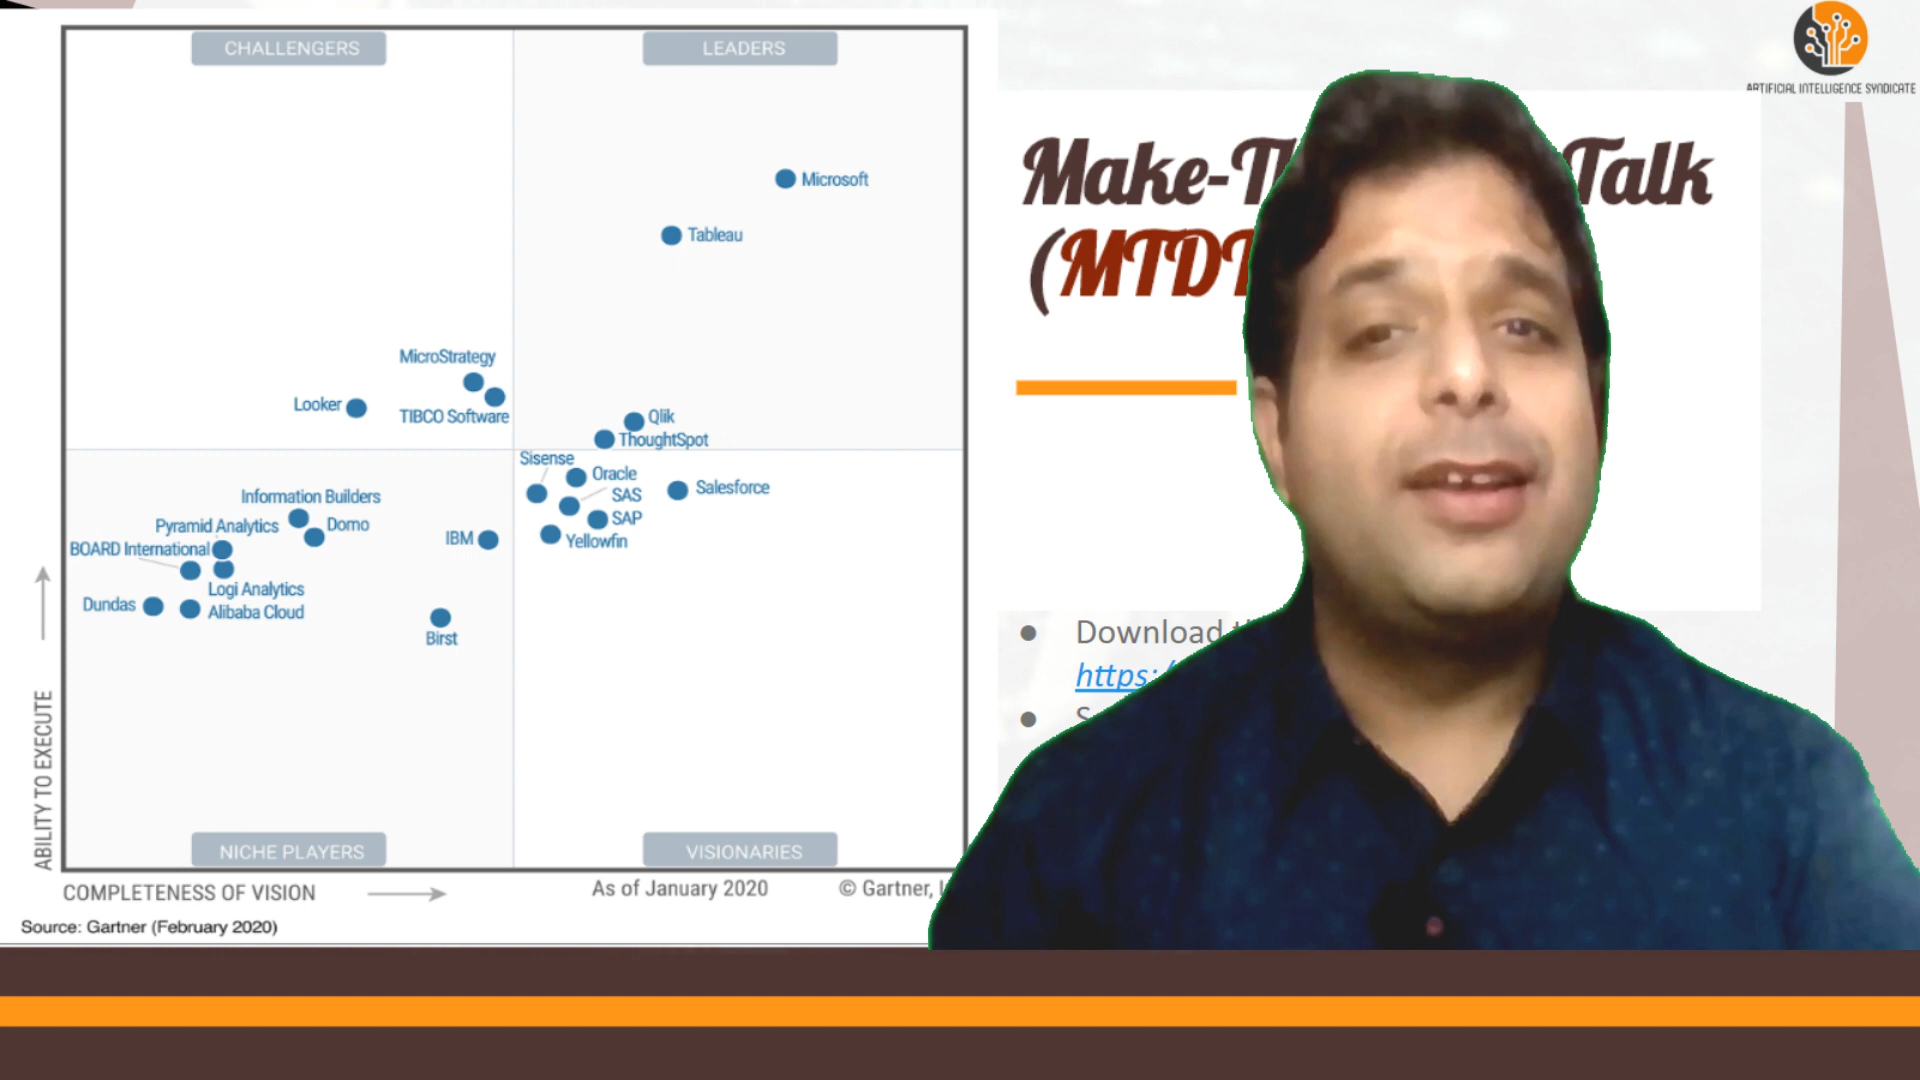 CHALLENGERS
LEADERS
Microsoft
Tableau
MicroStrategy
Looker
TIBCO Software
Qlik
ThoughtSpot
Sisense
Oracle
SAS
Salesforce
SAP
Yellowfin
Information Builders
Pyramid Analytics
Domo
BOARD International
IBM
Logi Analytics
Dundas
Alibaba Cloud
Birst
ABILITY TO EXECUTE
NICHE PLAYERS
VISIONARIES
COMPLETENESS OF VISION
As of January 2020
© Gartner,
Source: Gartner (February 2020)
ARTIFICIAL INTELLIGENCE SYNDICATE
Make- Talk
(MTD
Download
https:/